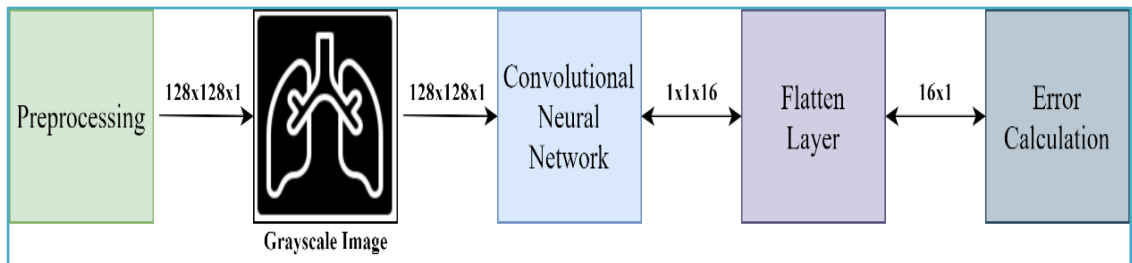 Preprocessing
128x128x1
Grayscale Image
128x128x1
Convolutional
Neural
Network
1x1x16
Flatten
Layer
16x1
Error
Calculation